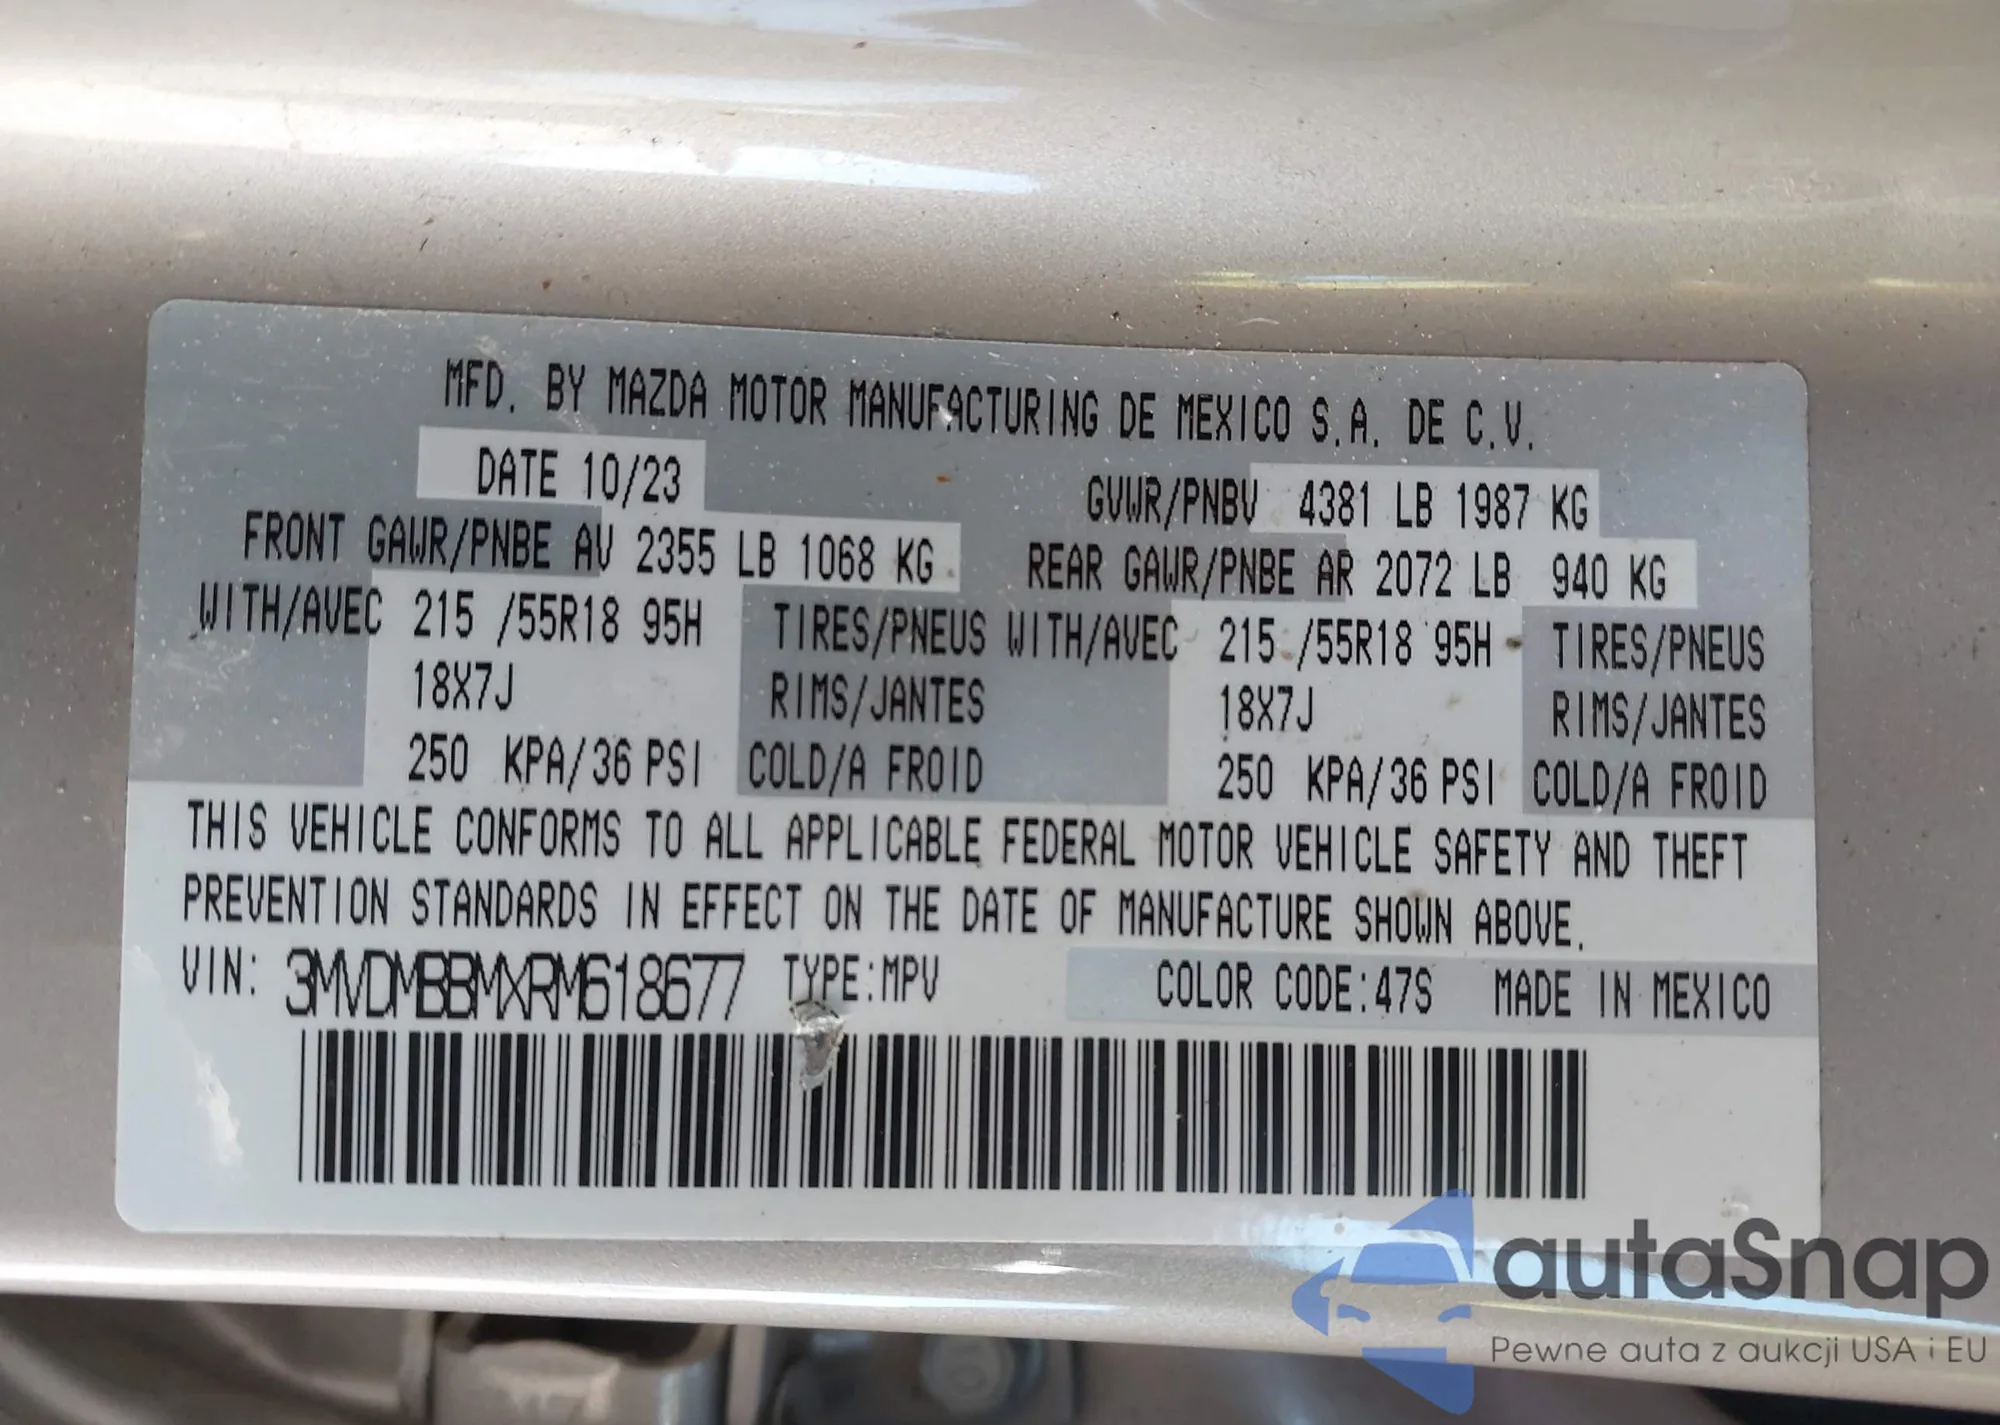 MFD. BY MAZDA MOTOR MANUFACTURING DE MEXICO S.A. DE C.V.
DATE 10/23
GVWR/PNBV 4381 LB 1987 KG
FRONT GAWR/PNBE AV 2355 LB 1068 KG REAR GAWR/PNBE AR 2072 LB 940 KG
WITH/AVEC 215 /55R18 95H TIRES/PNEUS WITH/AVEC 215 /55R18 95H TIRES/PNEUS
18X7J RIMS/JANTES 18X7J RIMS/JANTES
250 KPA/36 PSI COLD/A FROID 250 KPA/36 PSI COLD/A FROID
THIS VEHICLE CONFORMS TO ALL APPLICABLE FEDERAL MOTOR VEHICLE SAFETY AND THEFT
PREVENTION STANDARDS IN EFFECT ON THE DATE OF MANUFACTURE SHOWN ABOVE.
VIN: 3MVDMBBMXRM618677 TYPE:MPV COLOR CODE:47S MADE IN MEXICO
autaSnap
Pewne auta z aukcji USA i EU